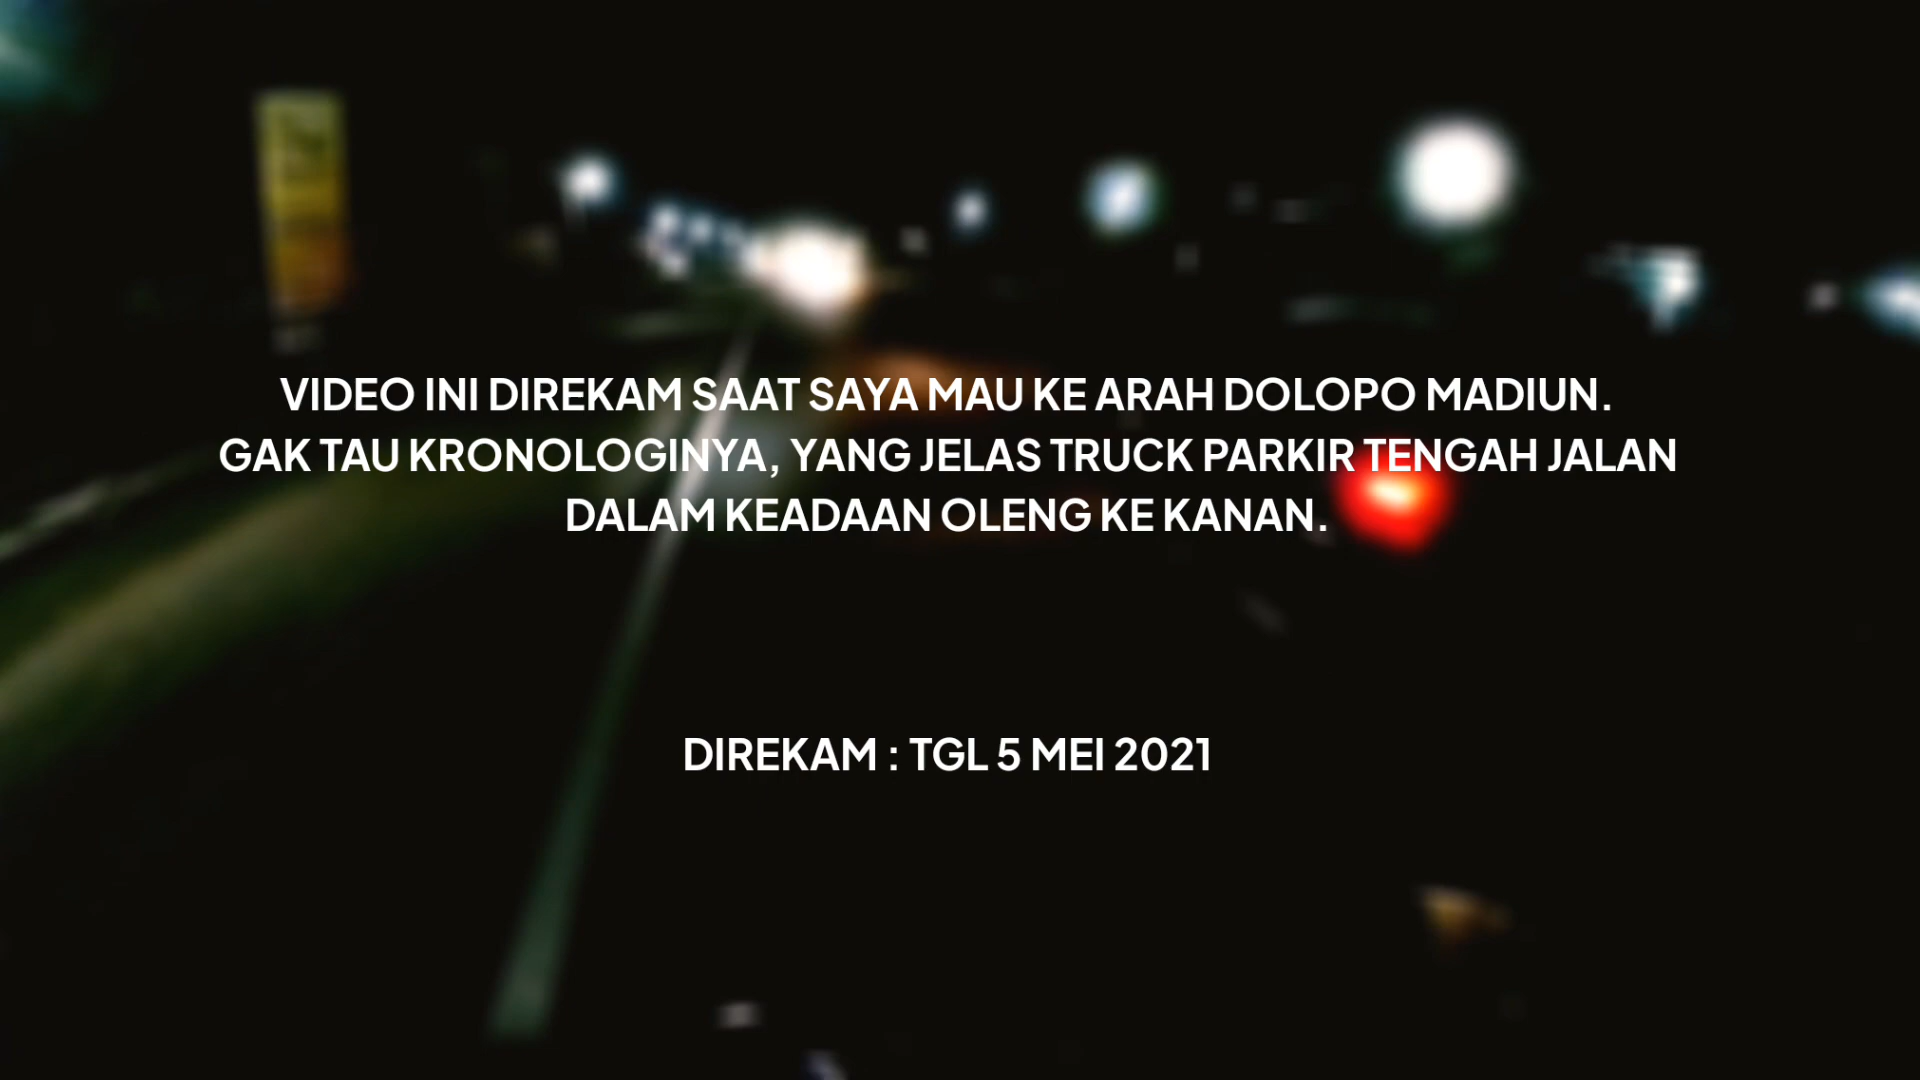 VIDEO INI DIREKAM SAAT SAYA MAU KE ARAH DOLOPO MADIUN.
GAK TAU KRONOLOGINYA, YANG JELAS TRUCK PARKIR TENGAH JALAN
DALAM KEADAAN OLENG KE KANAN.
DIREKAM : TGL 5 MEI 2021